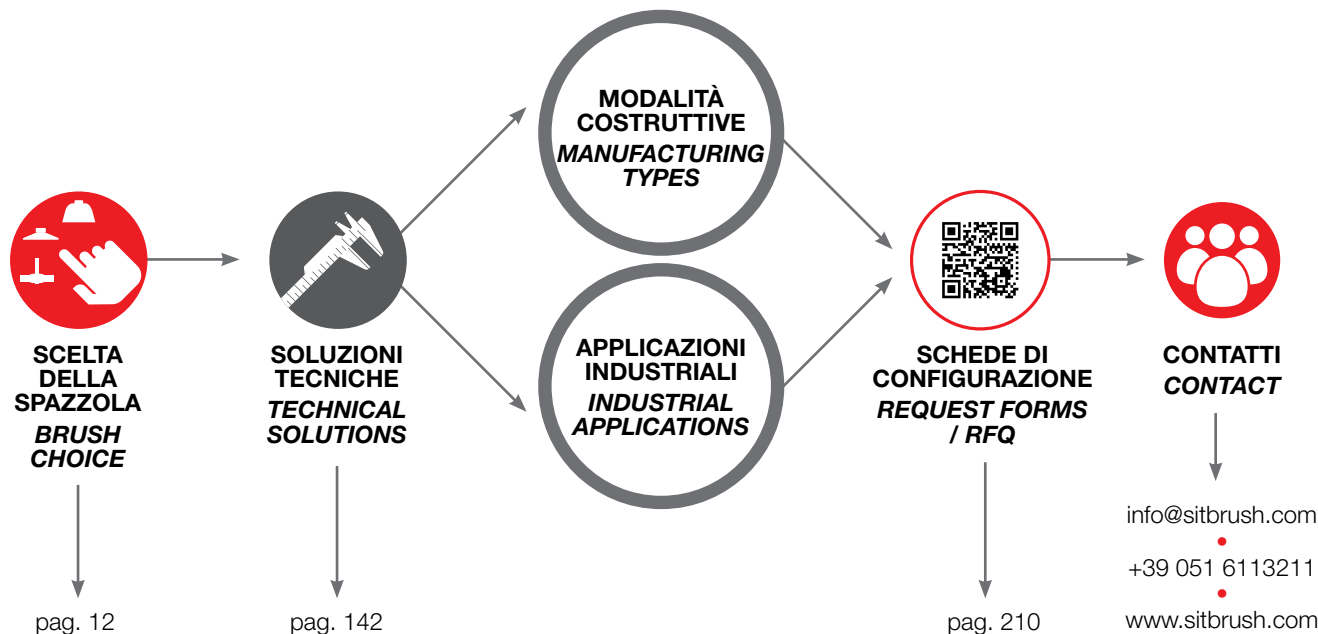 SCELTA
DELLA
SPAZZOLA
BRUSH
CHOICE
pag. 12
SOLUZIONI
TECNICHE
TECHNICAL
SOLUTIONS
pag. 142
MODALITÀ
COSTRUTTIVE
MANUFACTURING
TYPES
APPLICAZIONI
INDUSTRIALI
INDUSTRIAL
APPLICATIONS
SCHEDE DI
CONFIGURAZIONE
REQUEST FORMS
/ RFQ
pag. 210
CONTATTI
CONTACT
info@sitbrush.com
+39 051 6113211
www.sitbrush.com